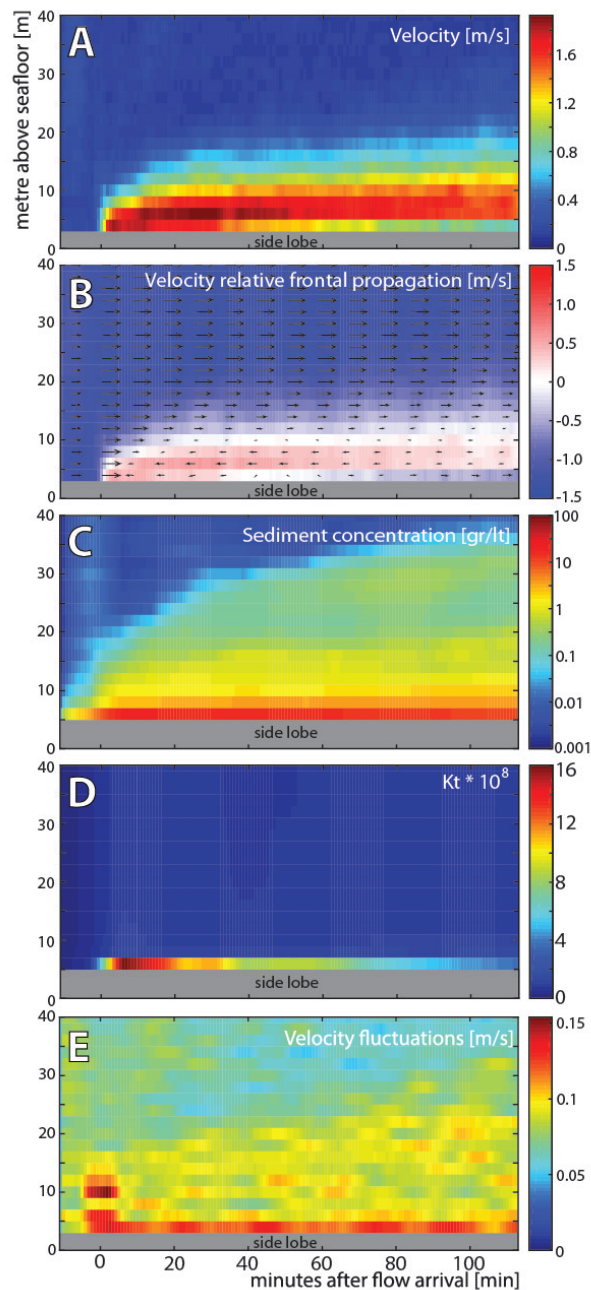 A
Velocity [m/s]
metre above seafloor [m]
40
30
20
10
0
side lobe
1.6
1.2
0.8
0.4
0
B
Velocity relative frontal propagation [m/s]
40
30
20
10
0
side lobe
1.5
1.0
0.5
0
-0.5
-1.0
-1.5
C
Sediment concentration [gr/lt]
40
30
20
10
0
side lobe
100
10
1
0.1
0.01
0.001
D
Kt * 10⁸
40
30
20
10
0
side lobe
16
12
8
4
0
E
Velocity fluctuations [m/s]
40
30
20
10
0
side lobe
0.15
0.1
0.05
0
0 20 40 60 80 100
minutes after flow arrival [min]